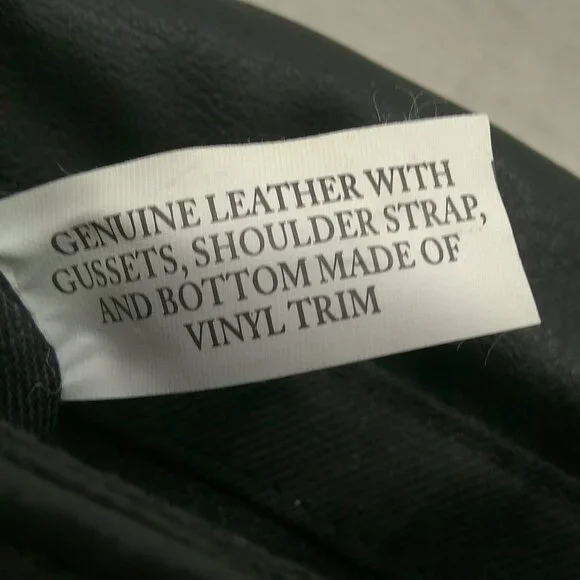 GENUINE LEATHER WITH
GUSSETS, SHOULDER STRAP,
AND BOTTOM MADE OF
VINYL TRIM